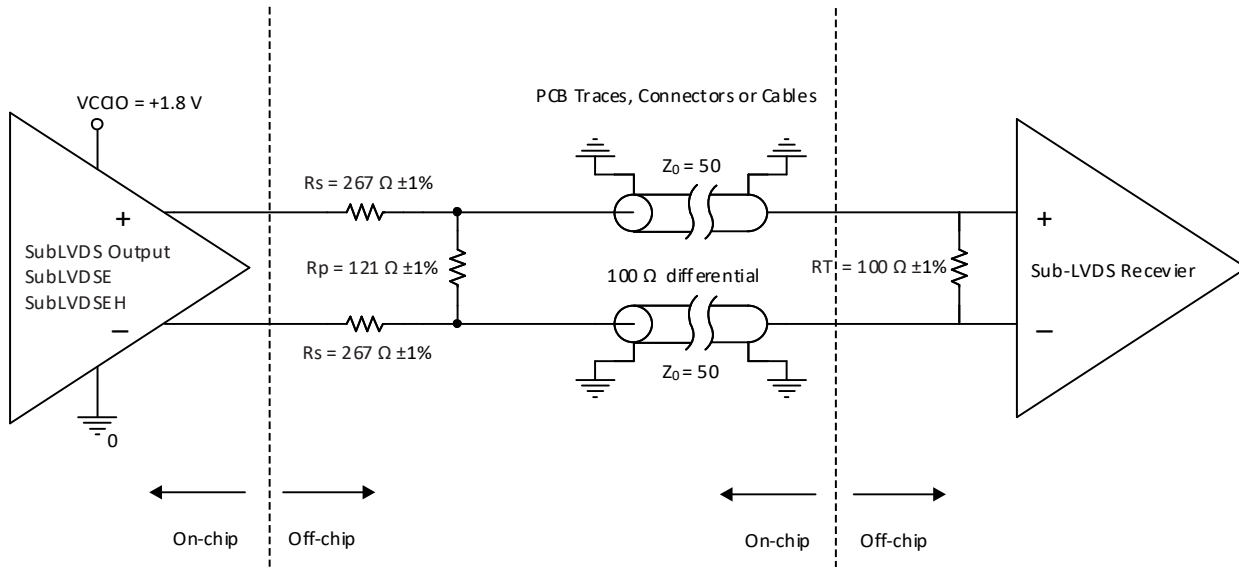 VCCIO = +1.8 V
PCB Traces, Connectors or Cables
Z0 = 50
Rs = 267 Ω ±1%
+
+
SubLVDS Output
SubLVDSE
SubLVDSEH
Rp = 121 Ω ±1%
100 Ω differential
RT = 100 Ω ±1%
Sub-LVDS Recevier
−
−
Rs = 267 Ω ±1%
Z0 = 50
0
On-chip
Off-chip
On-chip
Off-chip